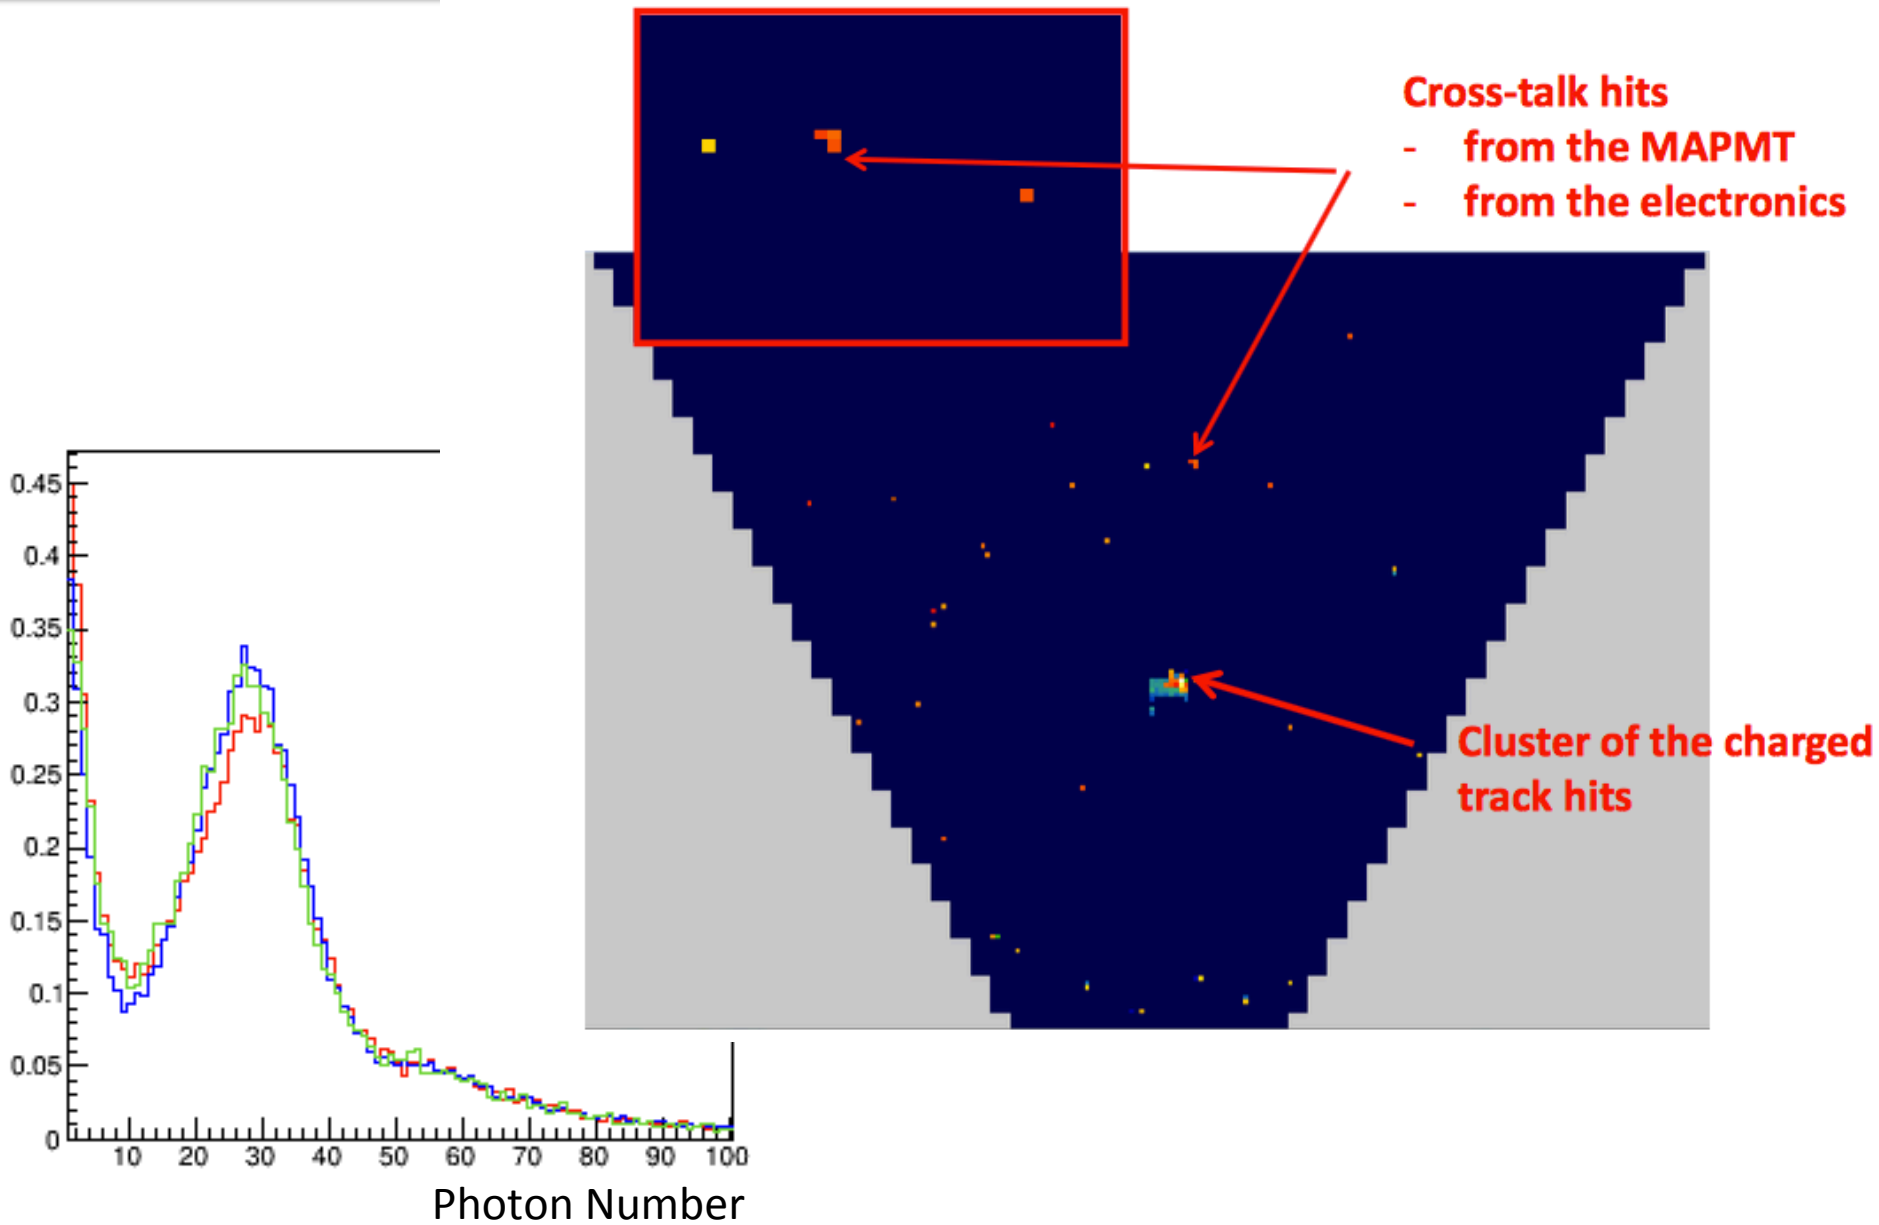 Cross-talk hits
- from the MAPMT
- from the electronics
Cluster of the charged
track hits
0.45
0.4
0.35
0.3
0.25
0.2
0.15
0.1
0.05
0
10 20 30 40 50 60 70 80 90 100
Photon Number